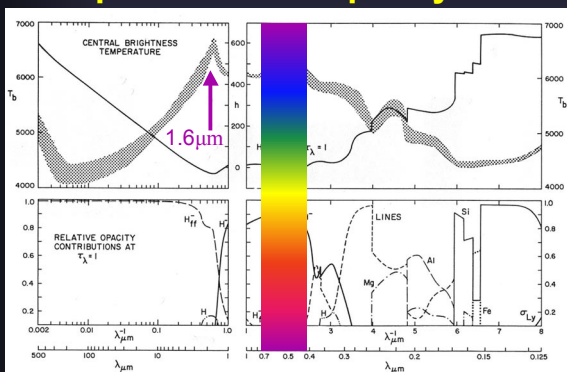 7000
CENTRAL BRIGHTNESS
TEMPERATURE
600
7000
6000
T_b
400
h
6000
T_b
1.6μm
200
5000
H
τ_λ = 1
5000
0
4000
4000
1.0
H⁻_ff
H⁻
LINES
Si
1.0
0.8
0.8
RELATIVE OPACITY
CONTRIBUTIONS AT
τ_λ = 1
Al
0.6
0.6
Mg
0.4
0.4
H
H
Fe
σ_Ly
0.2
0.2
0.002
0.01
0.1
1.0
3
4
5
6
7
8
λ⁻¹_μm
λ⁻¹_μm
500
100
10
1
1
0.7
0.5
0.4
0.3
0.2
0.15
0.125
λ_μm
λ_μm